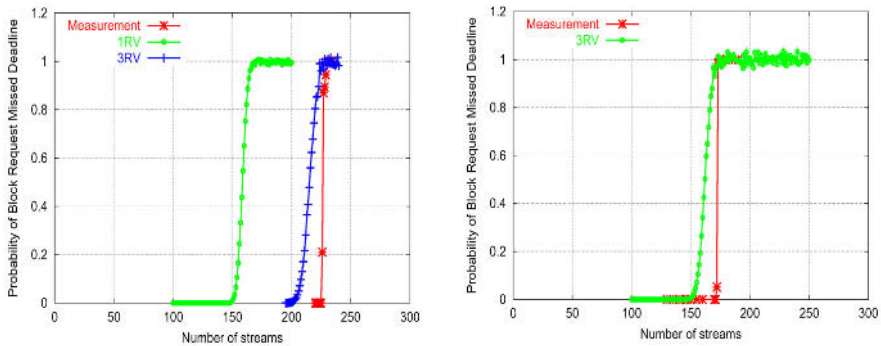 Probability of Block Request Missed Deadline
1.2
1
0.8
0.6
0.4
0.2
0
Measurement
1RV
3RV
0 50 100 150 200 250 300
Number of streams
Probability of Block Request Missed Deadline
1.2
1
0.8
0.6
0.4
0.2
0
Measurement
3RV
0 50 100 150 200 250 300
Number of streams